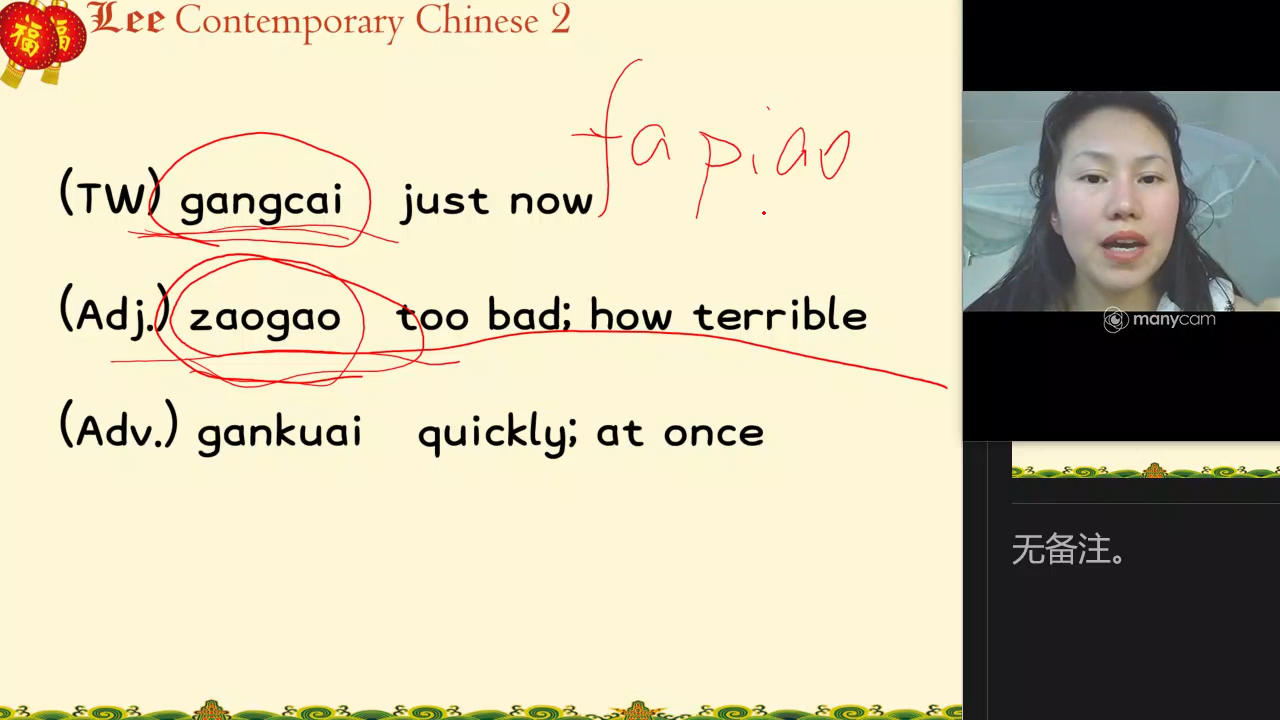 Lee Contemporary Chinese 2
福 福
fapiao
(TW) gangcai just now
(Adj.) zaogao too bad; how terrible
(Adv.) gankuai quickly; at once
manycam
无备注。